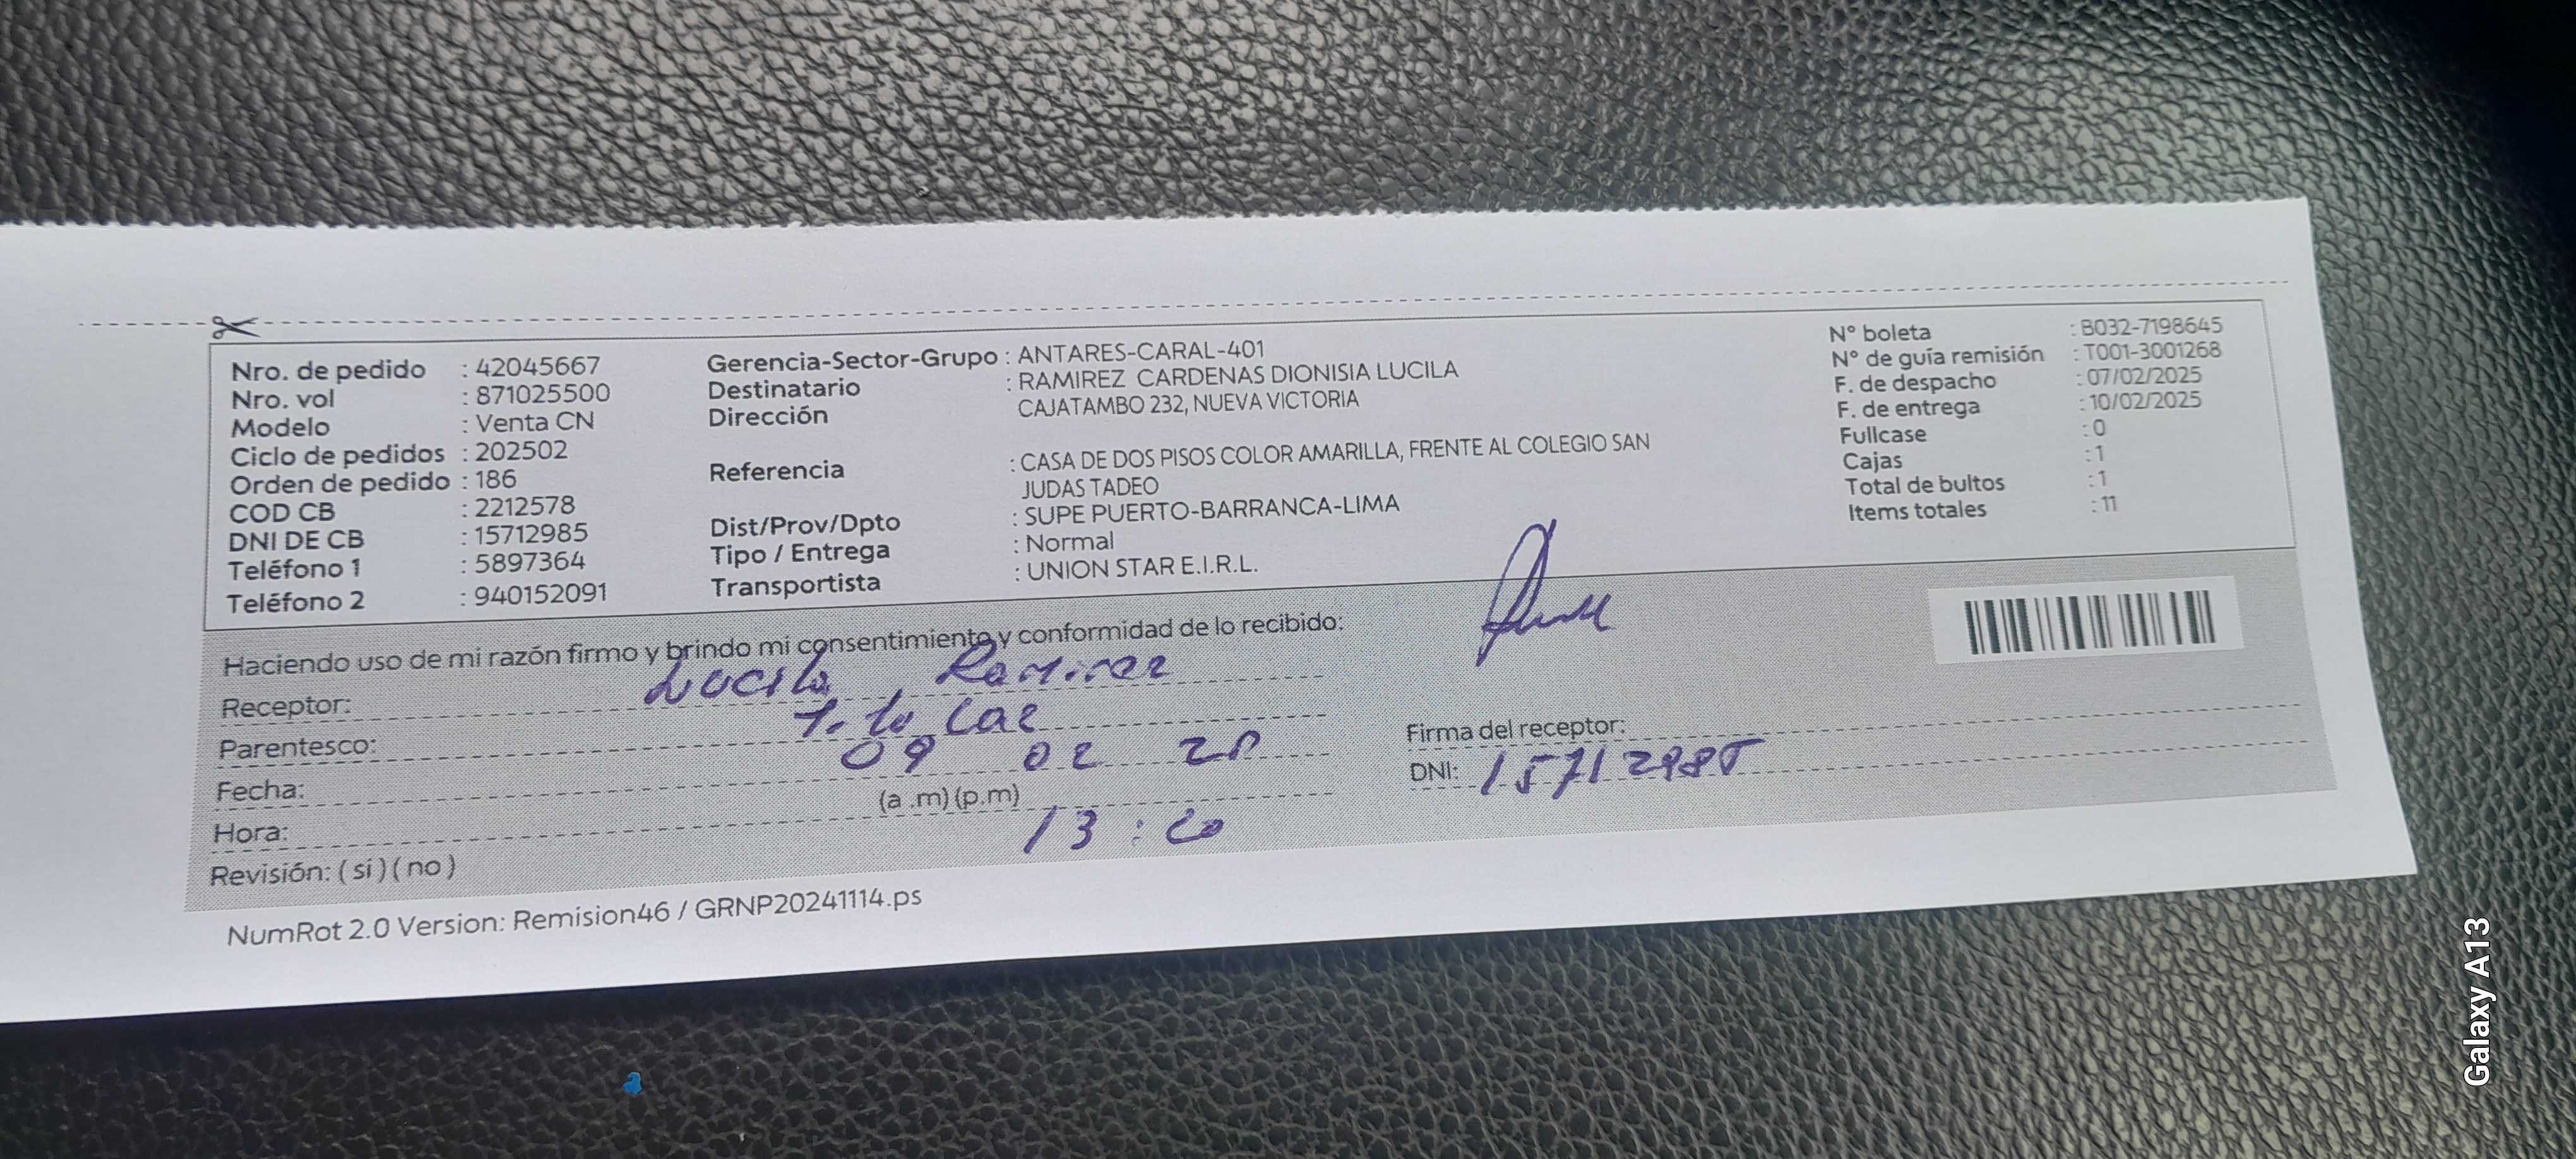 Nro. de pedido : 42045667
Nro. vol : 871025500
Modelo : Venta CN
Ciclo de pedidos : 202502
Orden de pedido : 186
COD CB : 2212578
DNI DE CB : 15712985
Teléfono 1 : 5897364
Teléfono 2 : 940152091
Gerencia-Sector-Grupo : ANTARES-CARAL-401
Destinatario : RAMIREZ CARDENAS DIONISIA LUCILA
Dirección CAJATAMBO 232, NUEVA VICTORIA
Referencia : CASA DE DOS PISOS COLOR AMARILLA, FRENTE AL COLEGIO SAN
JUDAS TADEO
Dist/Prov/Dpto : SUPE PUERTO-BARRANCA-LIMA
Tipo / Entrega : Normal
Transportista : UNION STAR E.I.R.L.
N° boleta : B032-7198645
N° de guía remisión : T001-3001268
F. de despacho : 07/02/2025
F. de entrega : 10/02/2025
Fullcase : 0
Cajas : 1
Total de bultos : 1
Items totales : 11
Haciendo uso de mi razón firmo y brindo mi consentimiento y conformidad de lo recibido:
Receptor: Lucila Ramirez
Parentesco:
Fecha: 09 02
Hora: (a .m) (p.m) 13 : 20
Revisión: ( si ) ( no )
Firma del receptor:
DNI: 15712985
NumRot 2.0 Version: Remision46 / GRNP20241114.ps
Galaxy A13